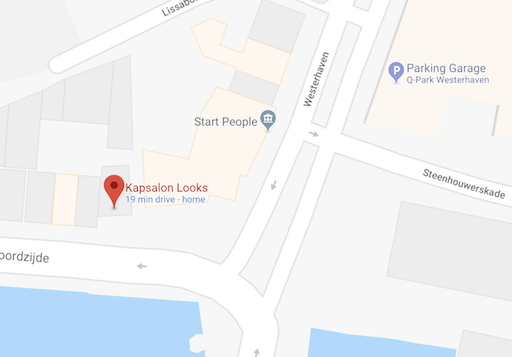 Lissabo
Westerhaven
Parking Garage
Q-Park Westerhaven
Start People
Steenhouwerskade
Kapsalon Looks
19 min drive - home
oordzijde